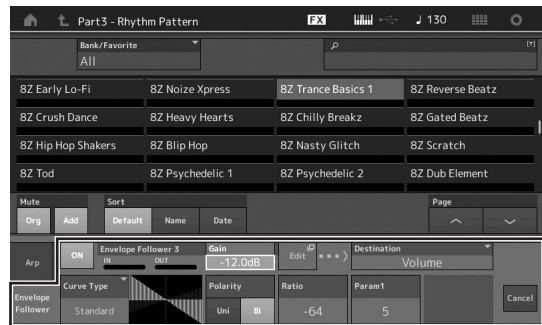 Part3 - Rhythm Pattern FX ♩ 130
Bank/Favorite
All [T]
8Z Early Lo-Fi 8Z Noize Xpress 8Z Trance Basics 1 8Z Reverse Beatz
8Z Crush Dance 8Z Heavy Hearts 8Z Chilly Breakz 8Z Gated Beatz
8Z Hip Hop Shakers 8Z Blip Hop 8Z Nasty Glitch 8Z Scratch
8Z Tod 8Z Psychedelic 1 8Z Psychedelic 2 8Z Dub Element
Mute Sort Page
Org Add Default Name Date
Arp ON Envelope Follower 3 Gain Edit Destination
IN OUT -12.0dB Volume
Envelope Follower Curve Type Polarity Ratio Param1 Cancel
Standard Uni Bi -64 5